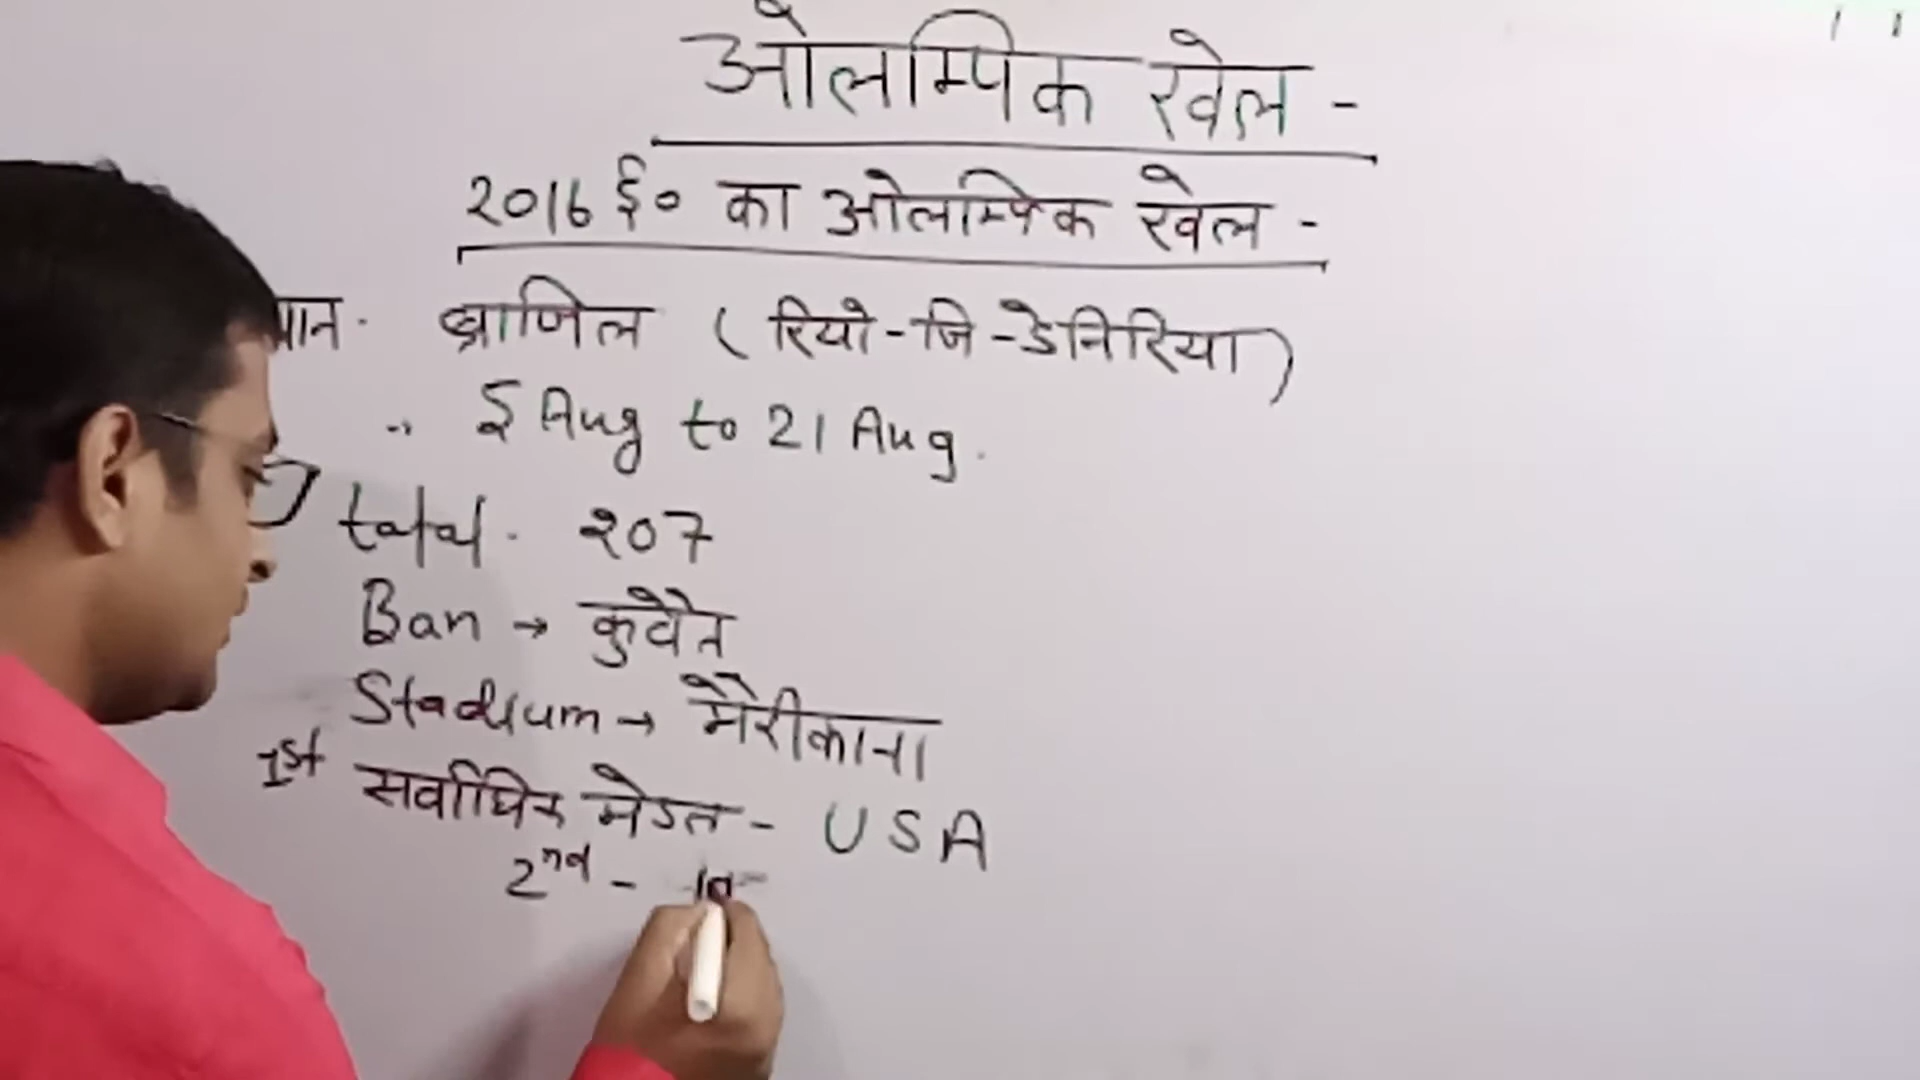 ओलम्पिक खेल -
2016 ई० का ओलम्पिक खेल -
ब्राजिल (रियो-जि-डेनिरिया)
5 Aug to 21 Aug.
total. 207
Ban → कुवैत
Stadium → मैरीकाना
1st सर्वाधिक मेडल - USA
2nd -